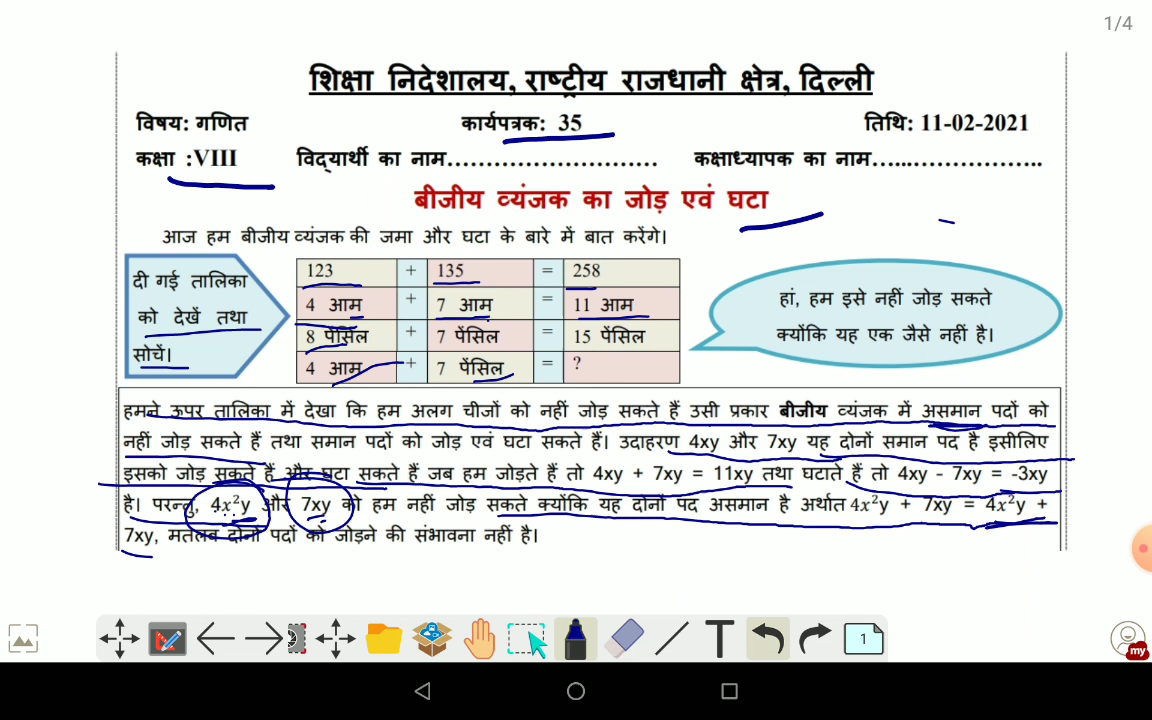 1/4
शिक्षा निदेशालय, राष्ट्रीय राजधानी क्षेत्र, दिल्ली
विषय: गणित कार्यपत्रक: 35 तिथि: 11-02-2021
कक्षा :VIII विद्यार्थी का नाम.......................... कक्षाध्यापक का नाम.....................
बीजीय व्यंजक का जोड़ एवं घटा
आज हम बीजीय व्यंजक की जमा और घटा के बारे में बात करेंगे।
दी गई तालिका
को देखें तथा
सोचें।
123 + 135 = 258
4 आम + 7 आम = 11 आम
8 पेंसिल + 7 पेंसिल = 15 पेंसिल
4 आम + 7 पेंसिल = ?
हां, हम इसे नहीं जोड़ सकते
क्योंकि यह एक जैसे नहीं है।
हमने ऊपर तालिका में देखा कि हम अलग चीजों को नहीं जोड़ सकते हैं उसी प्रकार बीजीय व्यंजक में असमान पदों को
नहीं जोड़ सकते हैं तथा समान पदों को जोड़ एवं घटा सकते हैं। उदाहरण 4xy और 7xy यह दोनों समान पद है इसीलिए
इसको जोड़ सकते हैं और घटा सकते हैं जब हम जोड़ते हैं तो 4xy + 7xy = 11xy तथा घटाते हैं तो 4xy - 7xy = -3xy
है। परन्तु, 4x²y और 7xy को हम नहीं जोड़ सकते क्योंकि यह दोनों पद असमान है अर्थात 4x²y + 7xy = 4x²y +
7xy, मतलब दोनों पदों को जोड़ने की संभावना नहीं है।
1
my